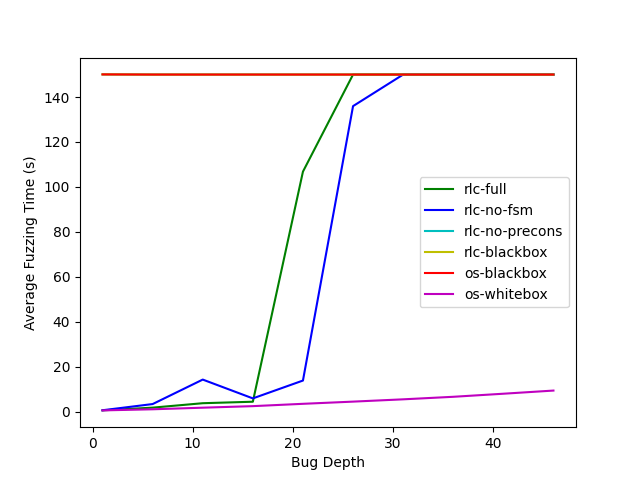 140
120
100
80
60
40
20
0
Average Fuzzing Time (s)
rlc-full
rlc-no-fsm
rlc-no-precons
rlc-blackbox
os-blackbox
os-whitebox
0 10 20 30 40
Bug Depth